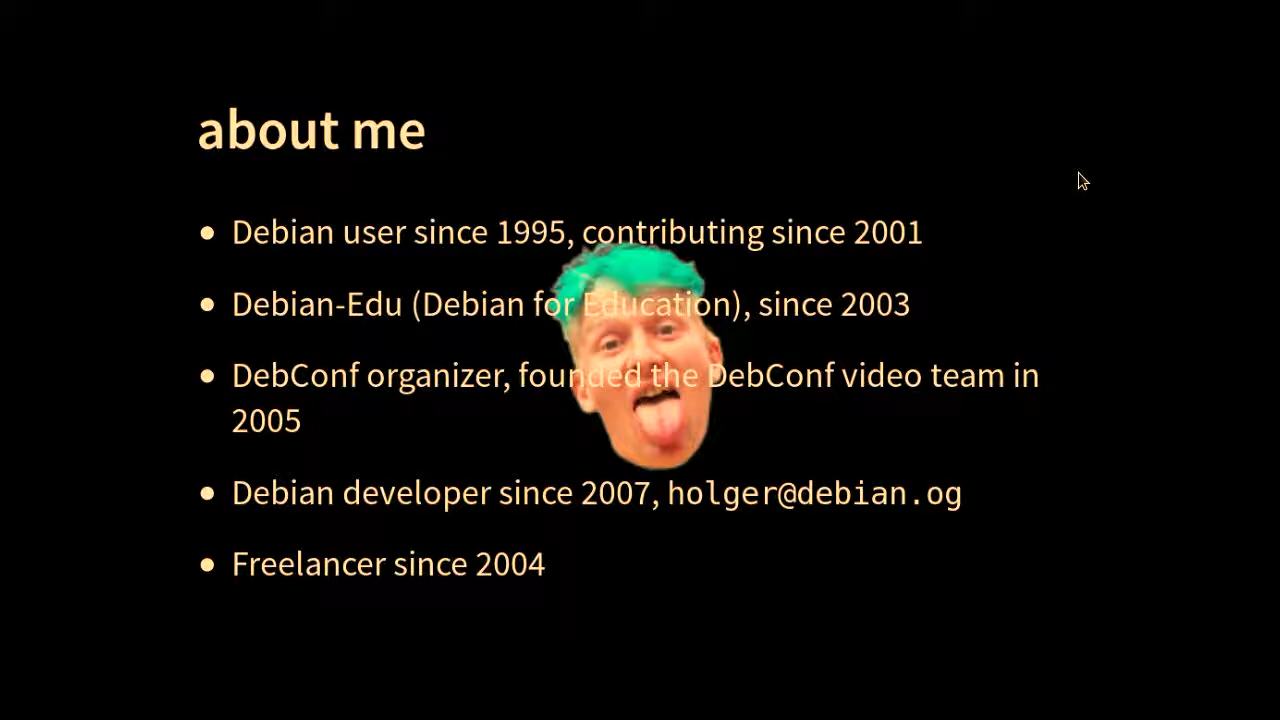 about me
Debian user since 1995, contributing since 2001
Debian-Edu (Debian for Education), since 2003
DebConf organizer, founded the DebConf video team in
2005
Debian developer since 2007, holger@debian.og
Freelancer since 2004